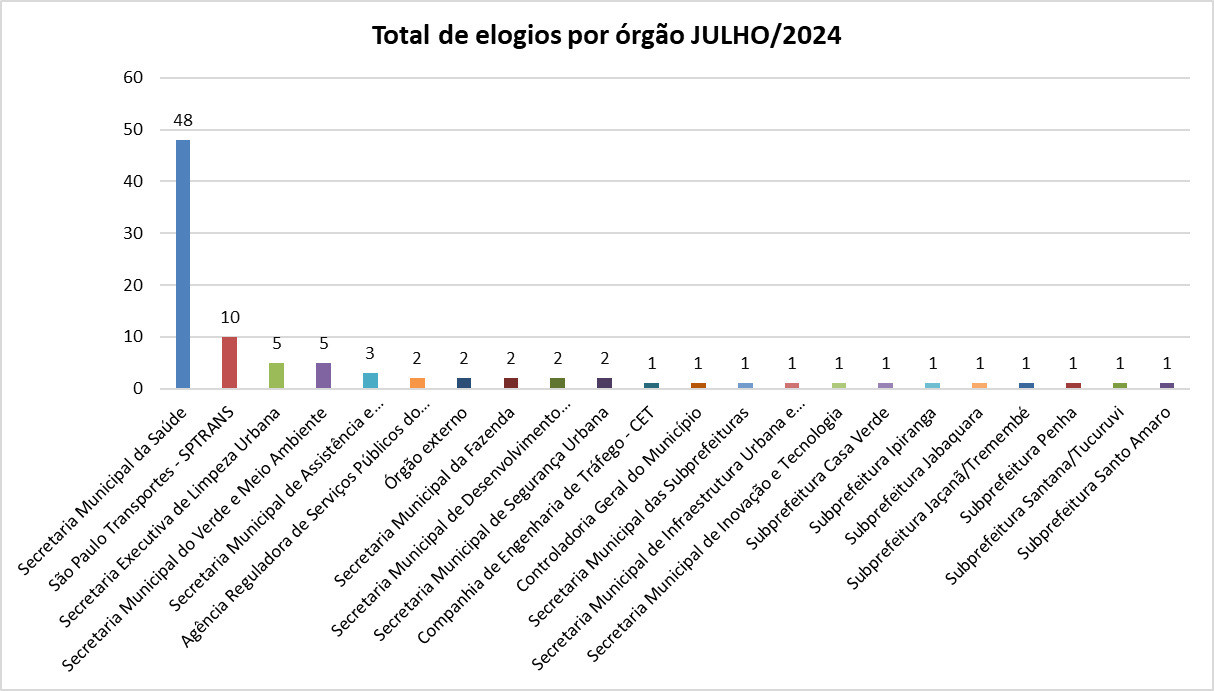 Total de elogios por órgão JULHO/2024
60
50
40
30
20
10
0
48
10
5
5
3
2
2
2
2
2
1
1
1
1
1
1
1
1
1
1
1
1
Secretaria Municipal da Saúde
São Paulo Transportes - SPTRANS
Secretaria Executiva de Limpeza Urbana
Secretaria Municipal do Verde e Meio Ambiente
Secretaria Municipal de Assistência e...
Agência Reguladora de Serviços Públicos do...
Órgão externo
Secretaria Municipal da Fazenda
Secretaria Municipal de Desenvolvimento...
Secretaria Municipal de Segurança Urbana
Companhia de Engenharia de Tráfego - CET
Controladoria Geral do Município
Secretaria Municipal das Subprefeituras
Secretaria Municipal de Infraestrutura Urbana e...
Secretaria Municipal de Inovação e Tecnologia
Subprefeitura Casa Verde
Subprefeitura Ipiranga
Subprefeitura Jabaquara
Subprefeitura Jaçanã/Tremembé
Subprefeitura Penha
Subprefeitura Santana/Tucuruvi
Subprefeitura Santo Amaro